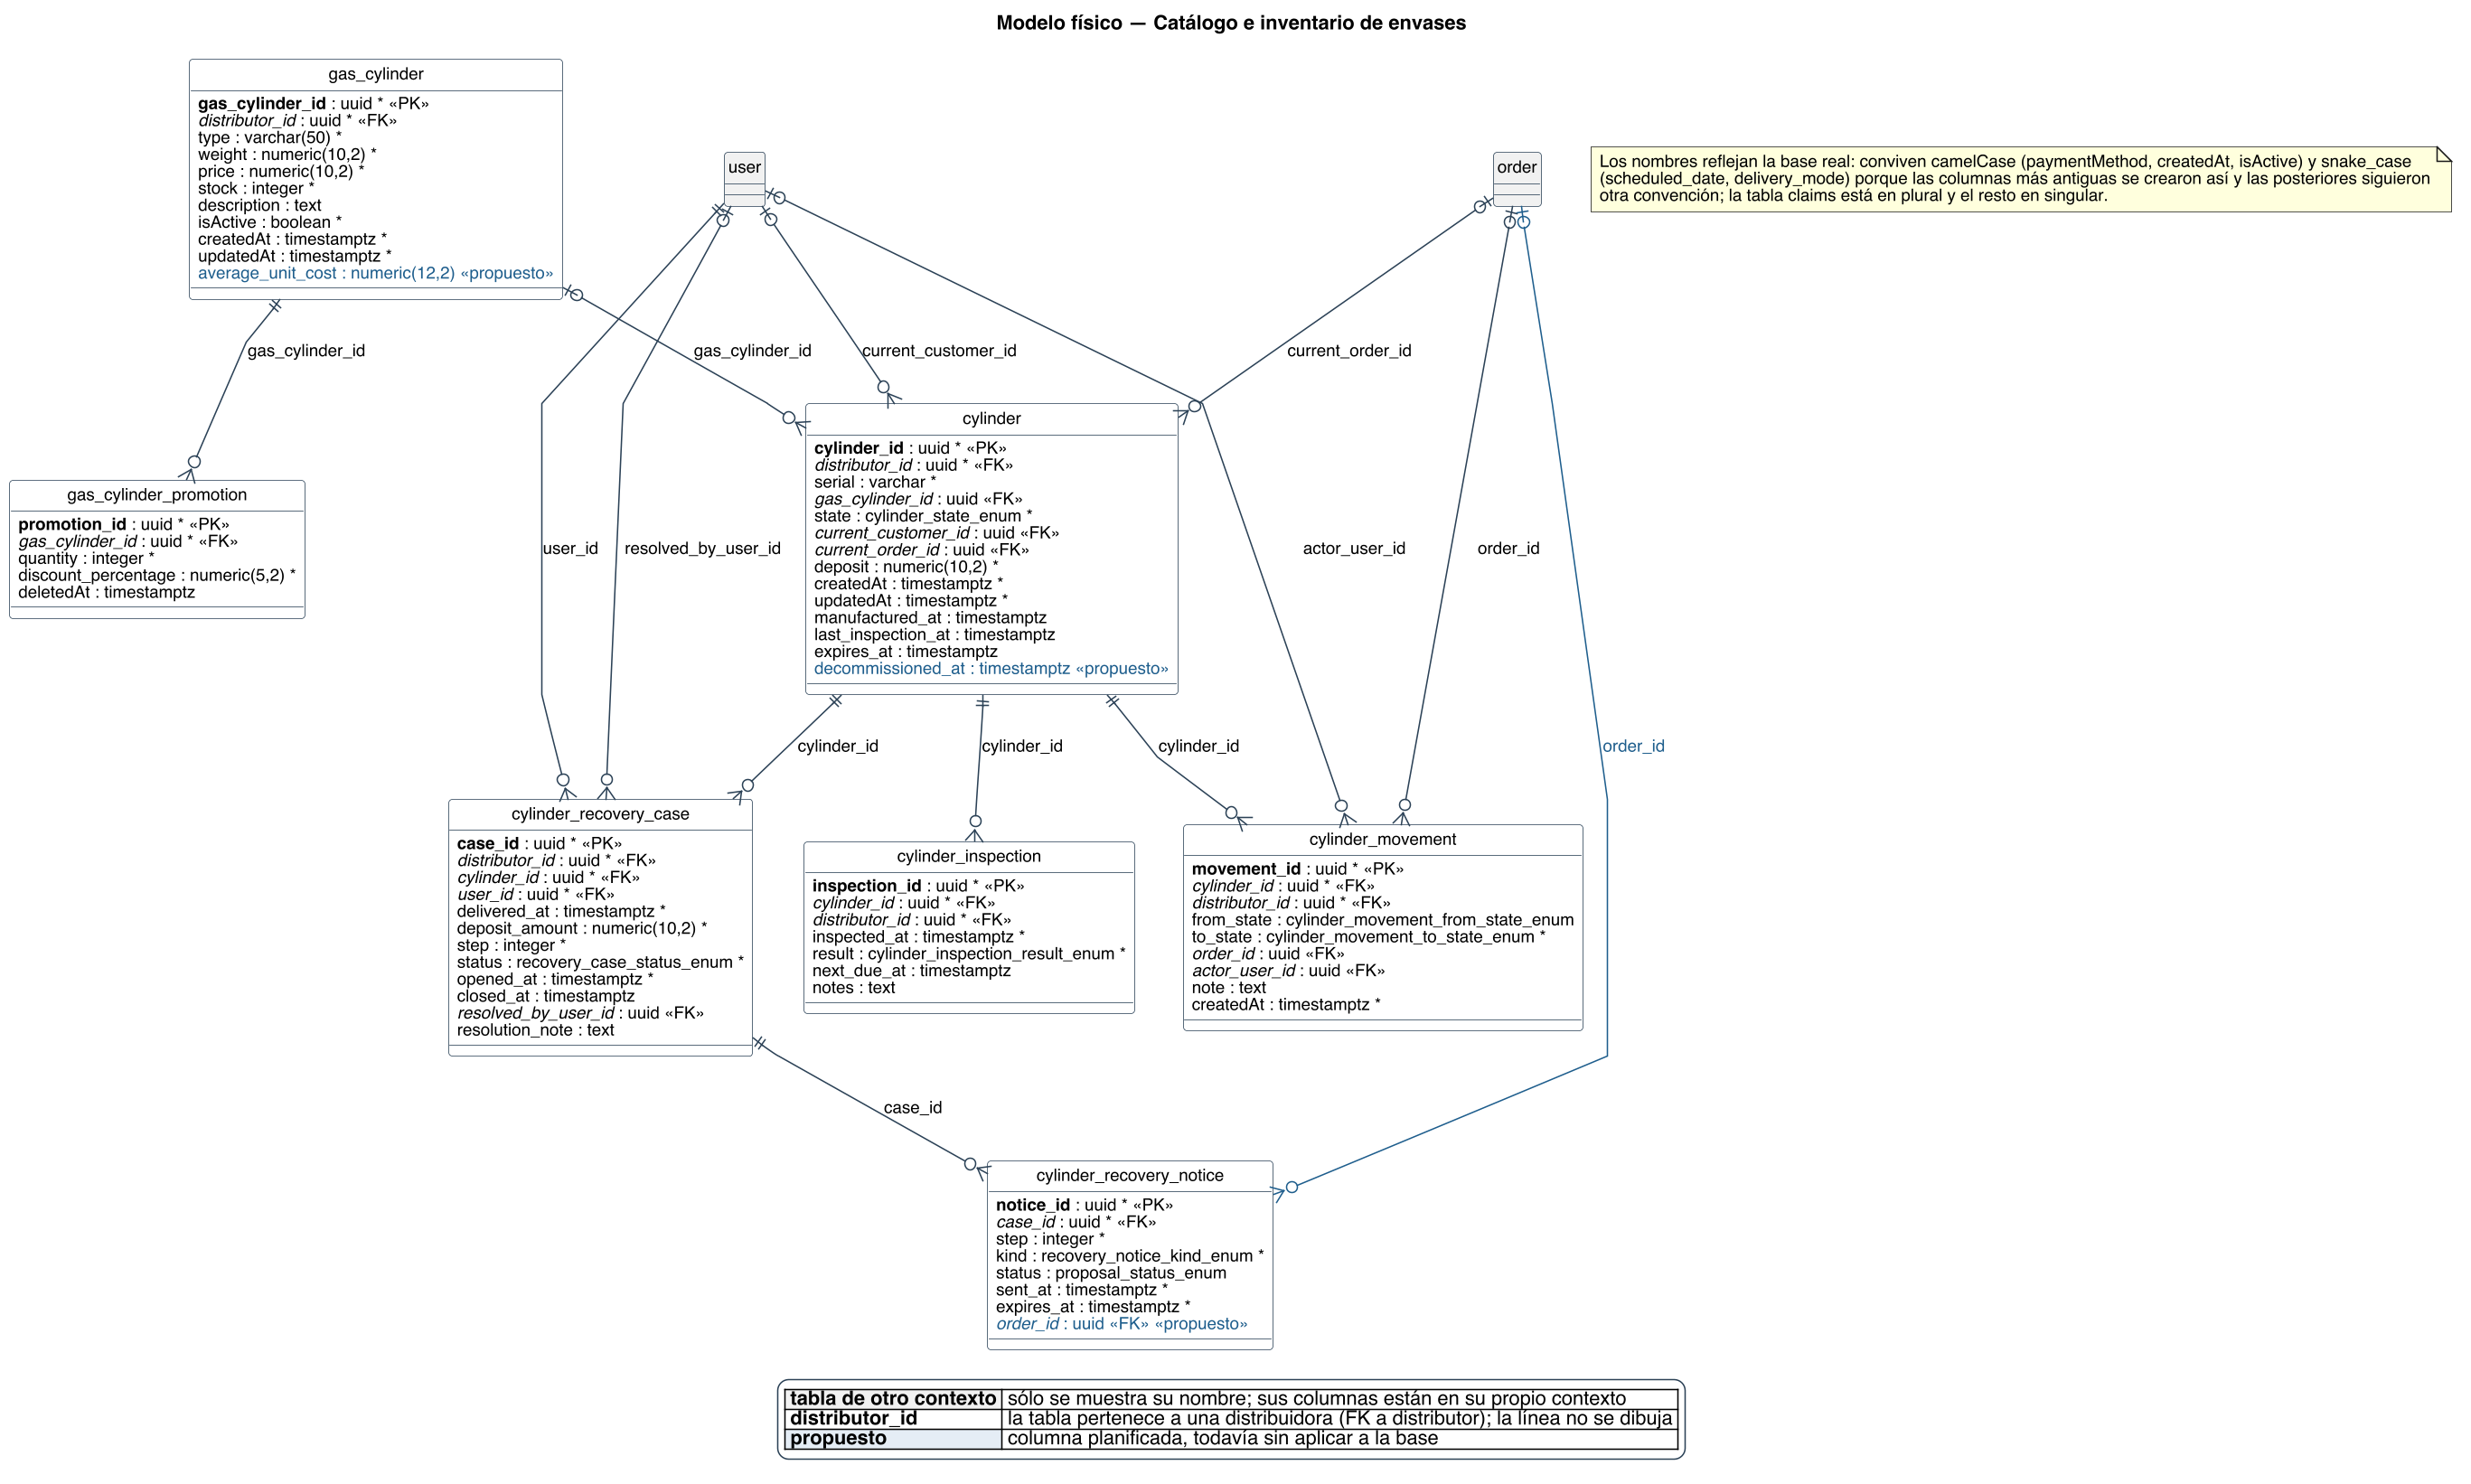 Modelo físico — Catálogo e inventario de envases
gas_cylinder
gas_cylinder_id : uuid * «PK»
distributor_id : uuid * «FK»
type : varchar(50) *
weight : numeric(10,2) *
price : numeric(10,2) *
stock : integer *
description : text
isActive : boolean *
createdAt : timestamptz *
updatedAt : timestamptz *
average_unit_cost : numeric(12,2) «propuesto»
user
order
Los nombres reflejan la base real: conviven camelCase (paymentMethod, createdAt, isActive) y snake_case
(scheduled_date, delivery_mode) porque las columnas más antiguas se crearon así y las posteriores siguieron
otra convención; la tabla claims está en plural y el resto en singular.
gas_cylinder_id
gas_cylinder_id
current_customer_id
current_order_id
gas_cylinder_promotion
promotion_id : uuid * «PK»
gas_cylinder_id : uuid * «FK»
quantity : integer *
discount_percentage : numeric(5,2) *
deletedAt : timestamptz
cylinder
cylinder_id : uuid * «PK»
distributor_id : uuid * «FK»
serial : varchar *
gas_cylinder_id : uuid «FK»
state : cylinder_state_enum *
current_customer_id : uuid «FK»
current_order_id : uuid «FK»
deposit : numeric(10,2) *
createdAt : timestamptz *
updatedAt : timestamptz *
manufactured_at : timestamptz
last_inspection_at : timestamptz
expires_at : timestamptz
decommissioned_at : timestamptz «propuesto»
user_id
resolved_by_user_id
actor_user_id
order_id
cylinder_id
cylinder_id
cylinder_id
order_id
cylinder_recovery_case
case_id : uuid * «PK»
distributor_id : uuid * «FK»
cylinder_id : uuid * «FK»
user_id : uuid * «FK»
delivered_at : timestamptz *
deposit_amount : numeric(10,2) *
step : integer *
status : recovery_case_status_enum *
opened_at : timestamptz *
closed_at : timestamptz
resolved_by_user_id : uuid «FK»
resolution_note : text
cylinder_inspection
inspection_id : uuid * «PK»
cylinder_id : uuid * «FK»
distributor_id : uuid * «FK»
inspected_at : timestamptz *
result : cylinder_inspection_result_enum *
next_due_at : timestamptz
notes : text
cylinder_movement
movement_id : uuid * «PK»
cylinder_id : uuid * «FK»
distributor_id : uuid * «FK»
from_state : cylinder_movement_from_state_enum
to_state : cylinder_movement_to_state_enum *
order_id : uuid «FK»
actor_user_id : uuid «FK»
note : text
createdAt : timestamptz *
case_id
cylinder_recovery_notice
notice_id : uuid * «PK»
case_id : uuid * «FK»
step : integer *
kind : recovery_notice_kind_enum *
status : proposal_status_enum
sent_at : timestamptz *
expires_at : timestamptz *
order_id : uuid «FK» «propuesto»
tabla de otro contexto sólo se muestra su nombre; sus columnas están en su propio contexto
distributor_id la tabla pertenece a una distribuidora (FK a distributor); la línea no se dibuja
propuesto columna planificada, todavía sin aplicar a la base